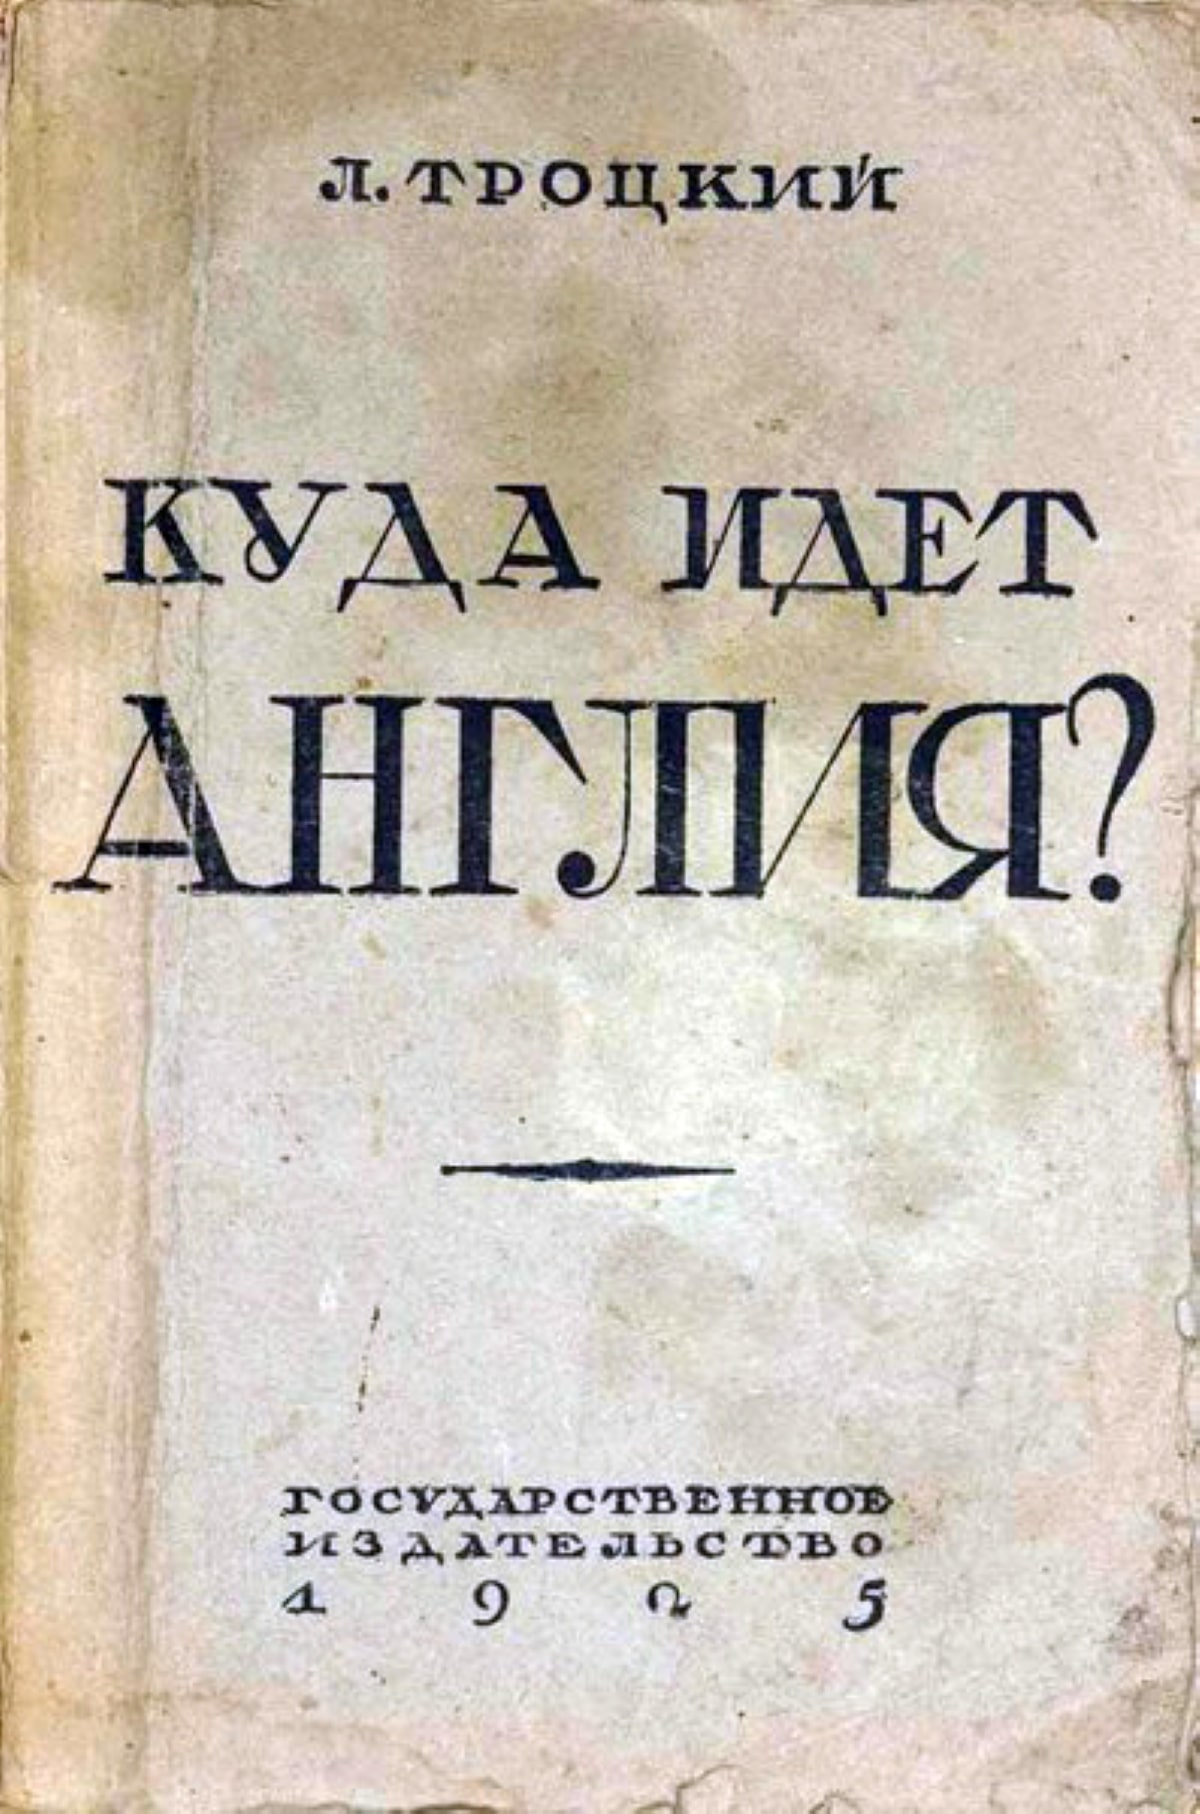 Л. ТРОЦКИЙ
КУДА ИДЕТ
АНГЛИЯ?
ГОСУДАРСТВЕННОЕ
ИЗДАТЕЛЬСТВО
1925